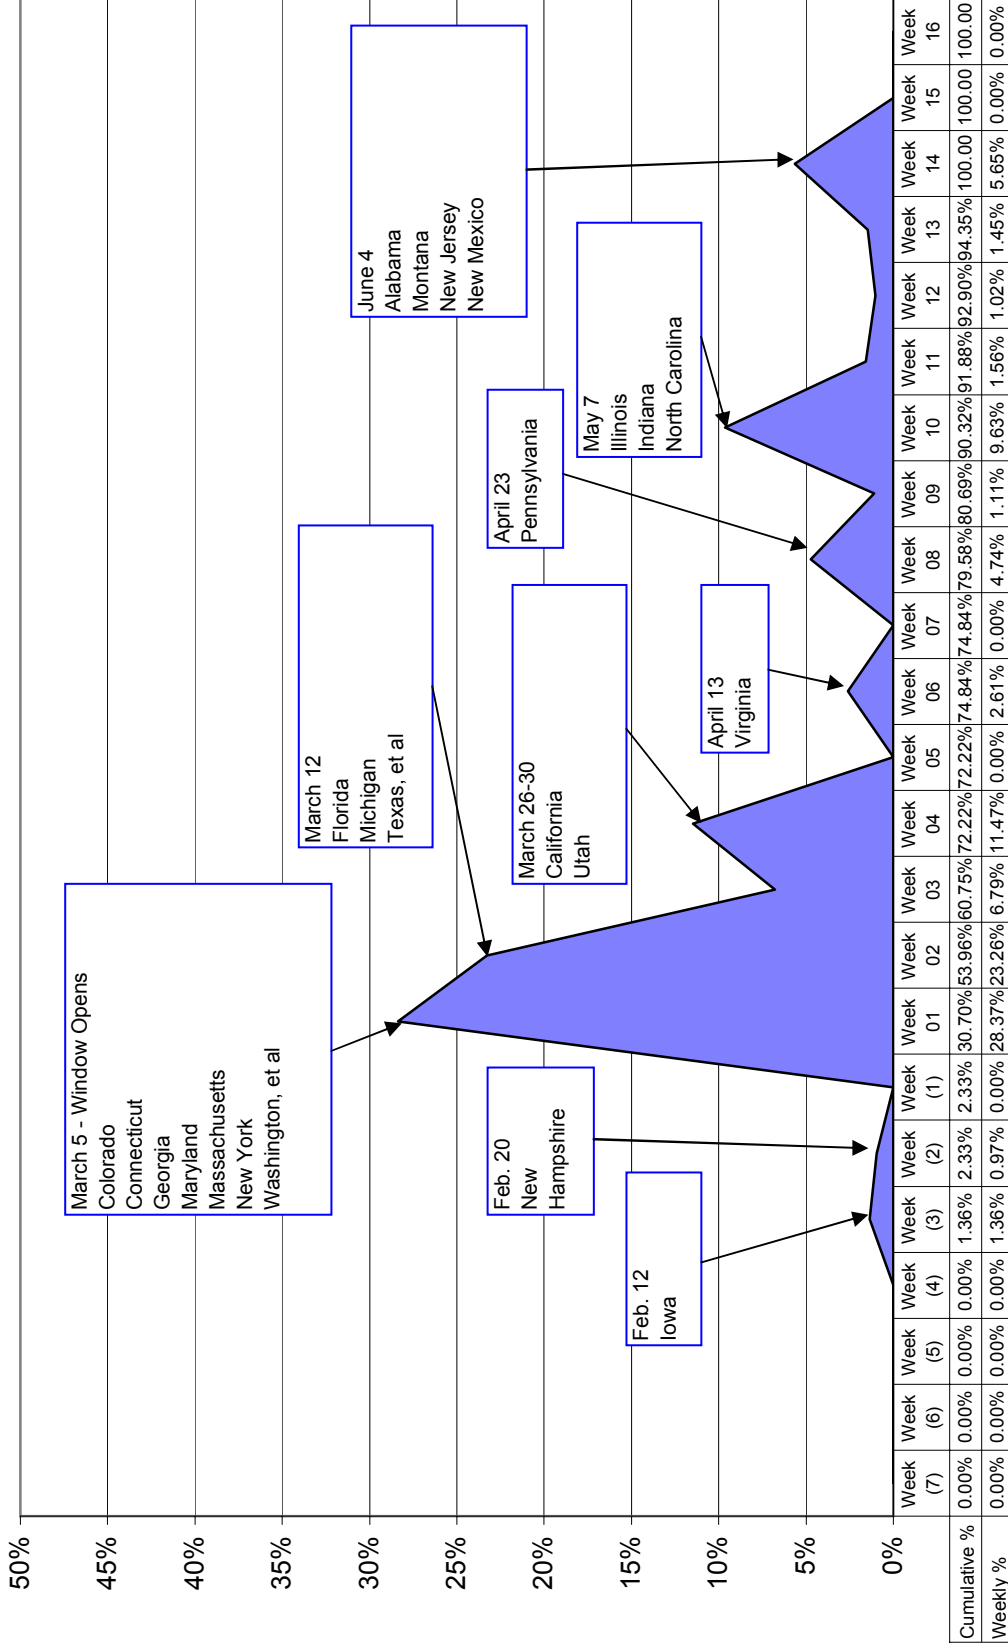 50%
45%
40%
35%
30%
25%
20%
15%
10%
5%
0%
March 5 - Window Opens
Colorado
Connecticut
Georgia
Maryland
Massachusetts
New York
Washington, et al
March 12
Florida
Michigan
Texas, et al
June 4
Alabama
Montana
New Jersey
New Mexico
Feb. 20
New
Hampshire
April 23
Pennsylvania
March 26-30
California
Utah
May 7
Illinois
Indiana
North Carolina
Feb. 12
Iowa
April 13
Virginia
Week Week Week Week Week Week Week Week Week Week Week Week Week Week Week Week Week Week Week Week Week Week Week
(7) (6) (5) (4) (3) (2) (1) 01 02 03 04 05 06 07 08 09 10 11 12 13 14 15 16
Cumulative % 0.00% 0.00% 0.00% 0.00% 1.36% 2.33% 2.33% 30.70% 53.96% 60.75% 72.22% 72.22% 74.84% 74.84% 79.58% 80.69% 90.32% 91.88% 92.90% 94.35% 100.00 100.00 100.00
Weekly % 0.00% 0.00% 0.00% 0.00% 1.36% 0.97% 0.00% 28.37% 23.26% 6.79% 11.47% 0.00% 2.61% 0.00% 4.74% 1.11% 9.63% 1.56% 1.02% 1.45% 5.65% 0.00% 0.00%